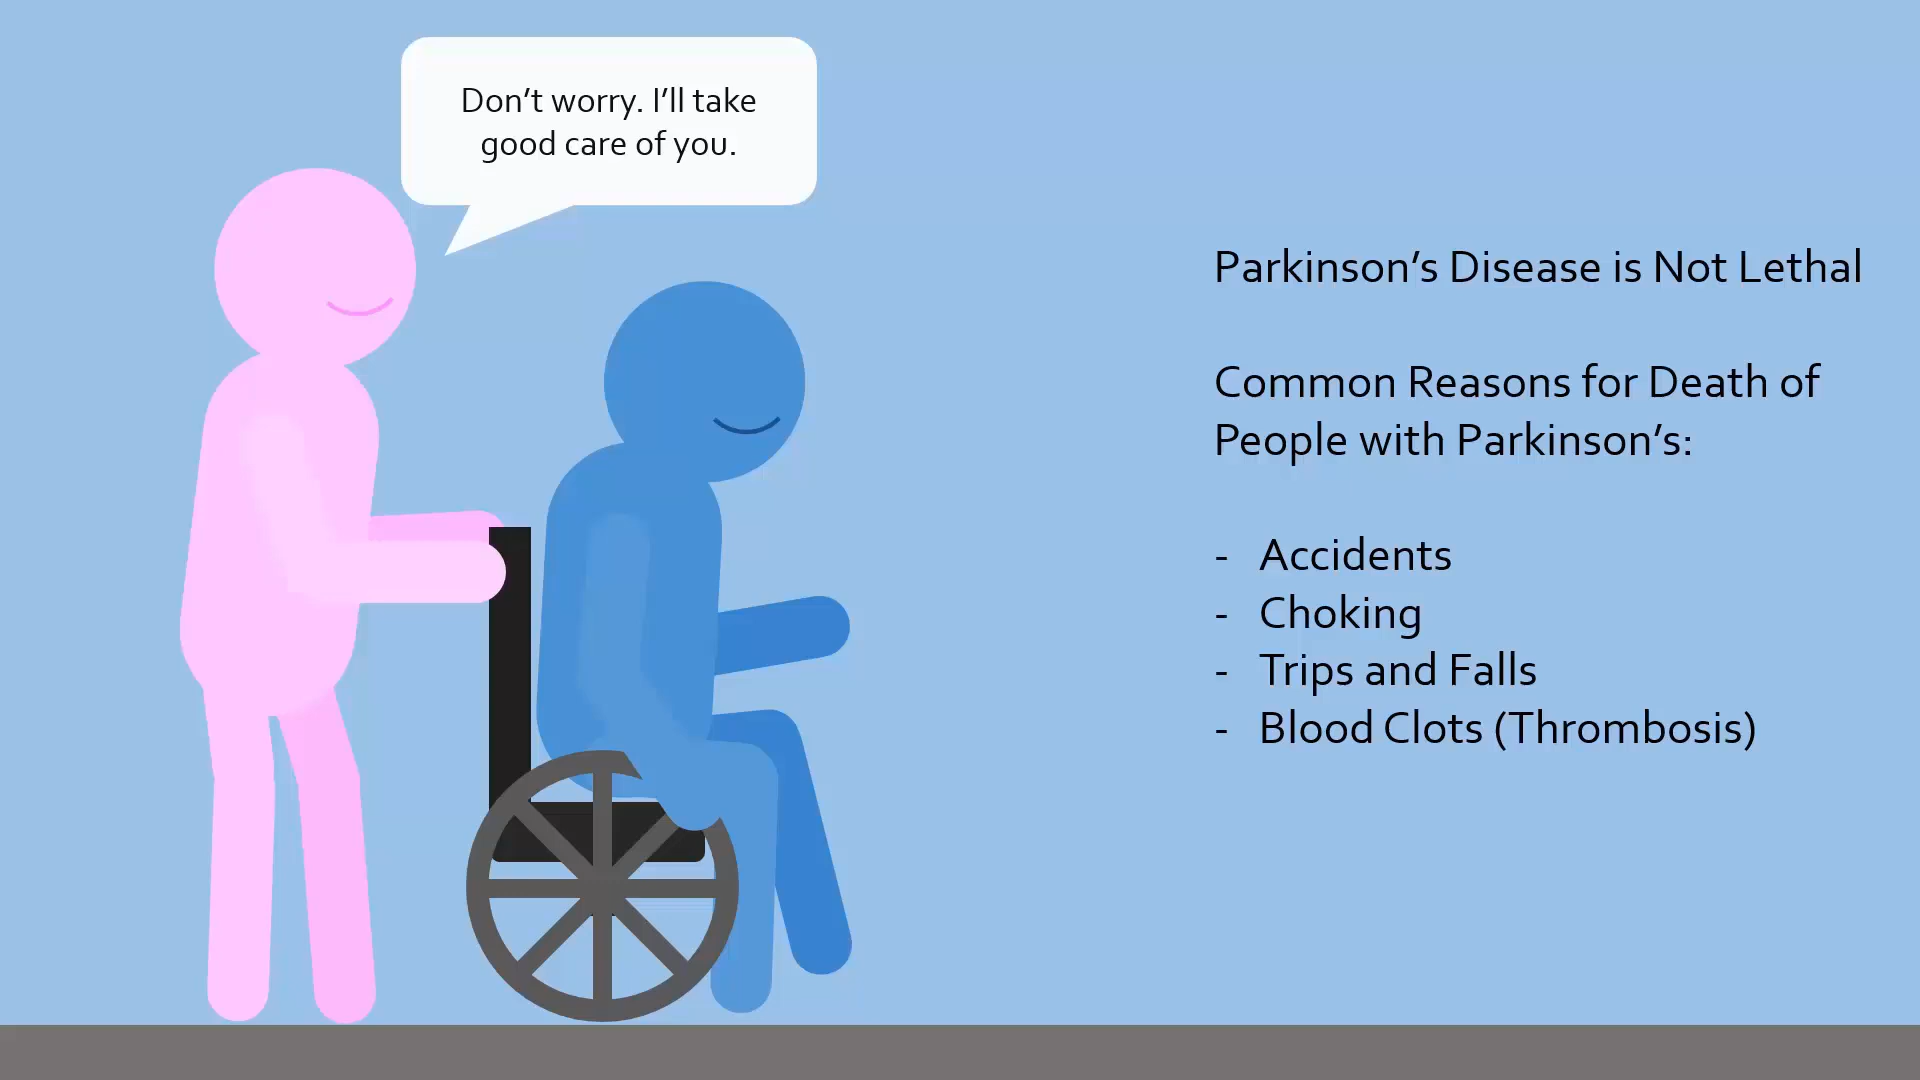 Don’t worry. I’ll take
good care of you.
Parkinson’s Disease is Not Lethal
Common Reasons for Death of
People with Parkinson’s:
- Accidents
- Choking
- Trips and Falls
- Blood Clots (Thrombosis)